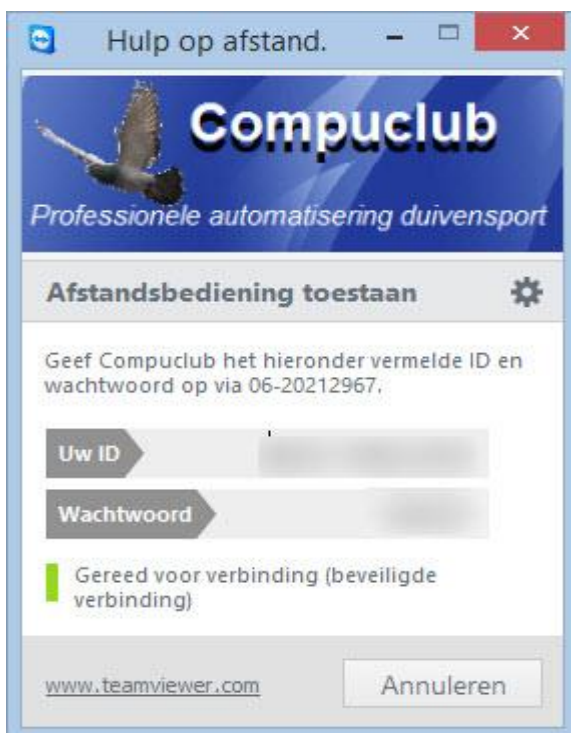 Hulp op afstand.
Compuclub
Professionele automatisering duivensport
Afstandsbediening toestaan
Geef Compuclub het hieronder vermelde ID en
wachtwoord op via 06-20212967.
Uw ID
Wachtwoord
Gereed voor verbinding (beveiligde
verbinding)
www.teamviewer.com
Annuleren